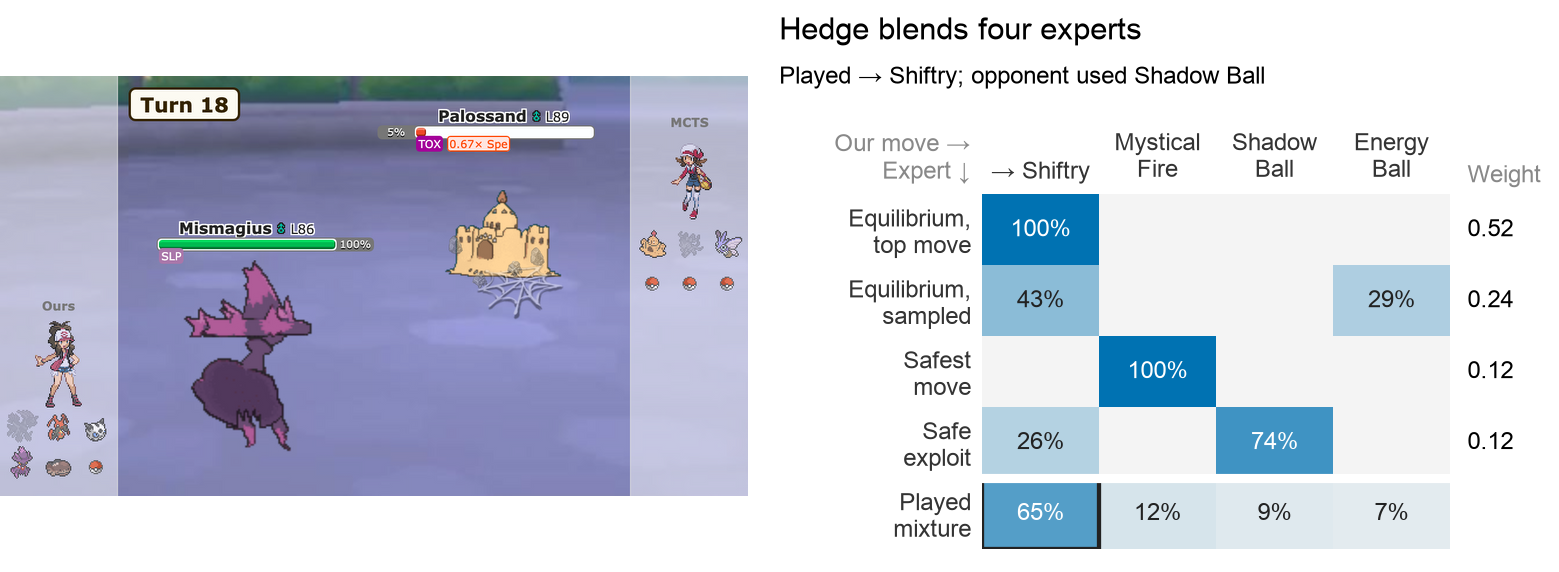 Hedge blends four experts
Played → Shiftry; opponent used Shadow Ball
Turn 18
Palossand L89
5%
TOX 0.67× Spe
Mismagius L86
100%
SLP
MCTS
Ours
Our move →
Expert ↓
→ Shiftry
Mystical
Fire
Shadow
Ball
Energy
Ball
Weight
Equilibrium,
top move
100%
0.52
Equilibrium,
sampled
43%
29%
0.24
Safest
move
100%
0.12
Safe
exploit
26%
74%
0.12
Played
mixture
65%
12%
9%
7%